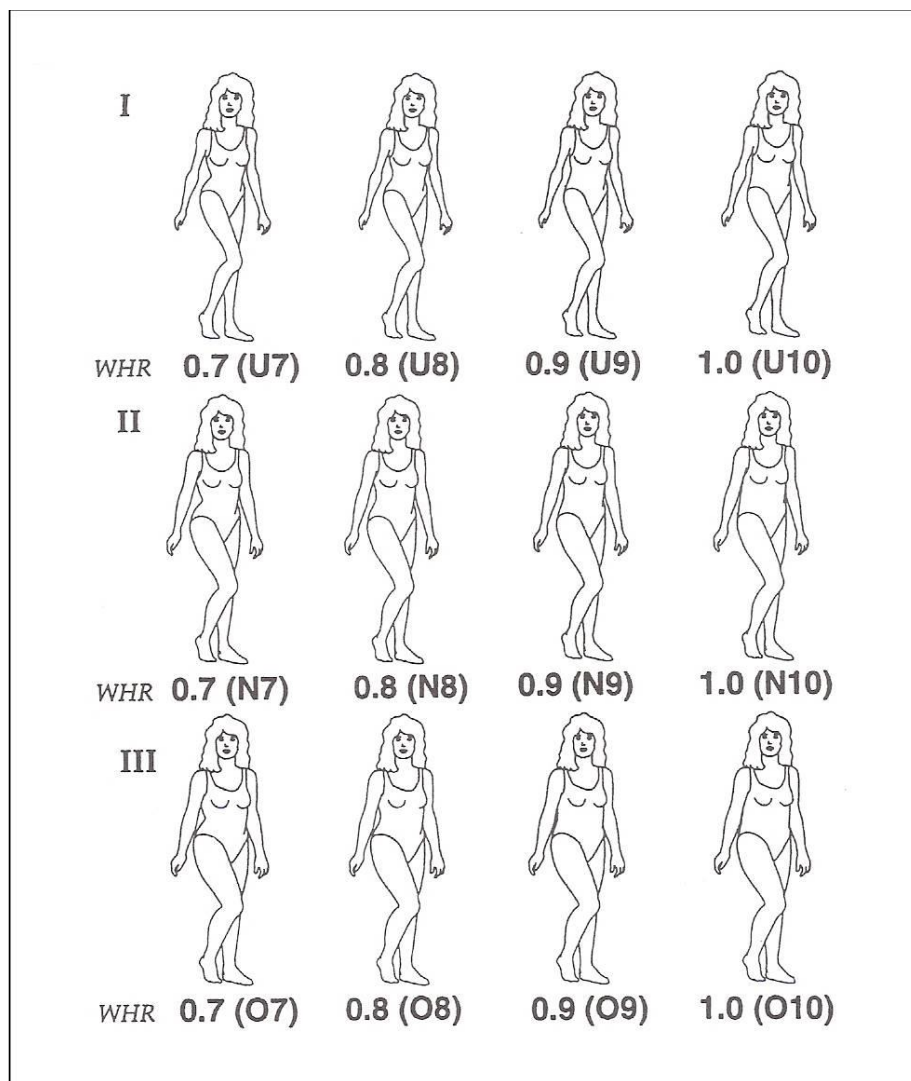 I
WHR 0.7 (U7) 0.8 (U8) 0.9 (U9) 1.0 (U10)
II
WHR 0.7 (N7) 0.8 (N8) 0.9 (N9) 1.0 (N10)
III
WHR 0.7 (O7) 0.8 (O8) 0.9 (O9) 1.0 (O10)